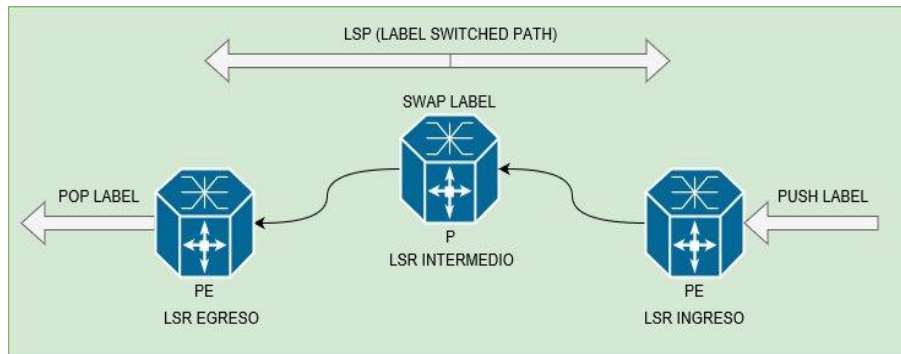 LSP (LABEL SWITCHED PATH)
SWAP LABEL
POP LABEL
PUSH LABEL
P
LSR INTERMEDIO
PE
LSR EGRESO
PE
LSR INGRESO